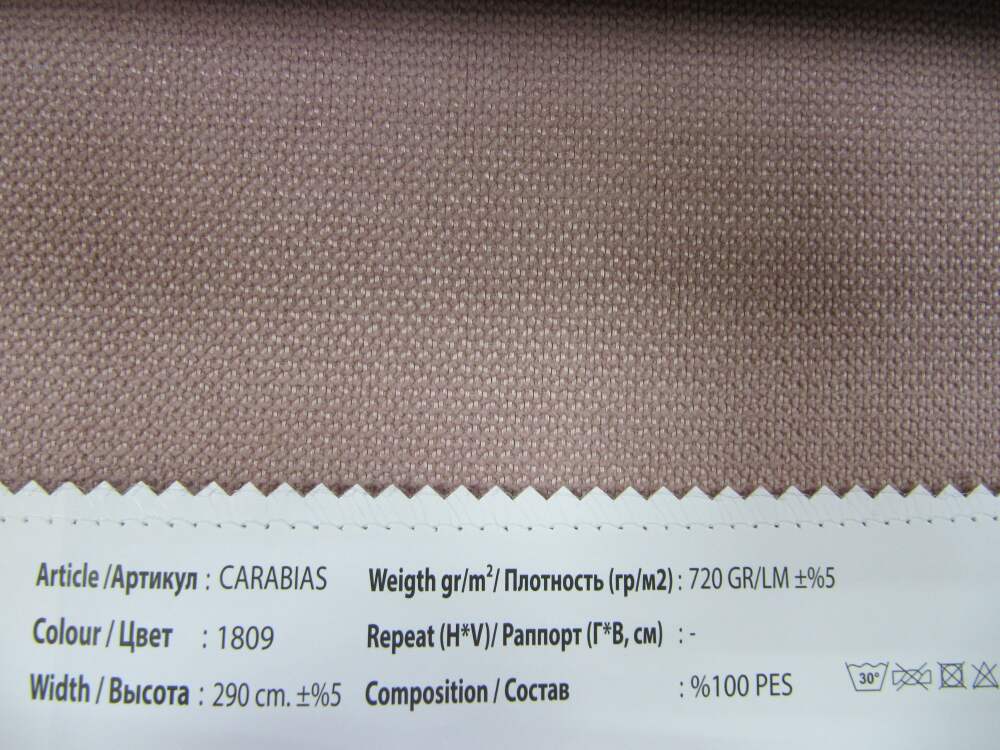 Article /Артикул : CARABIAS Weigth gr/m²/ Плотность (гр/м2) : 720 GR/LM ±%5
Colour / Цвет : 1809 Repeat (H*V)/ Раппорт (Г*В, см) : -
Width / Высота : 290 cm. ±%5 Composition / Состав : %100 PES 30°